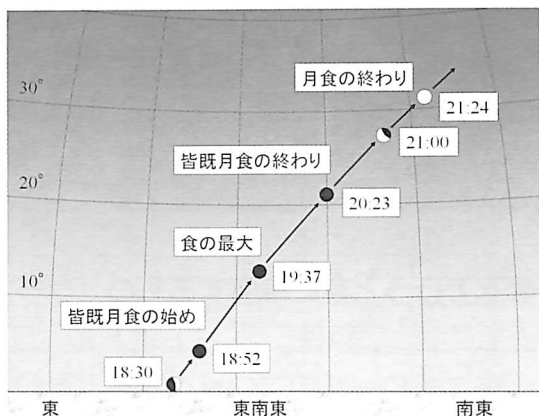 月食の終わり
30°
21:24
21:00
皆既月食の終わり
20°
20:23
食の最大
19:37
10°
皆既月食の始め
18:30
18:52
東
東南東
南東